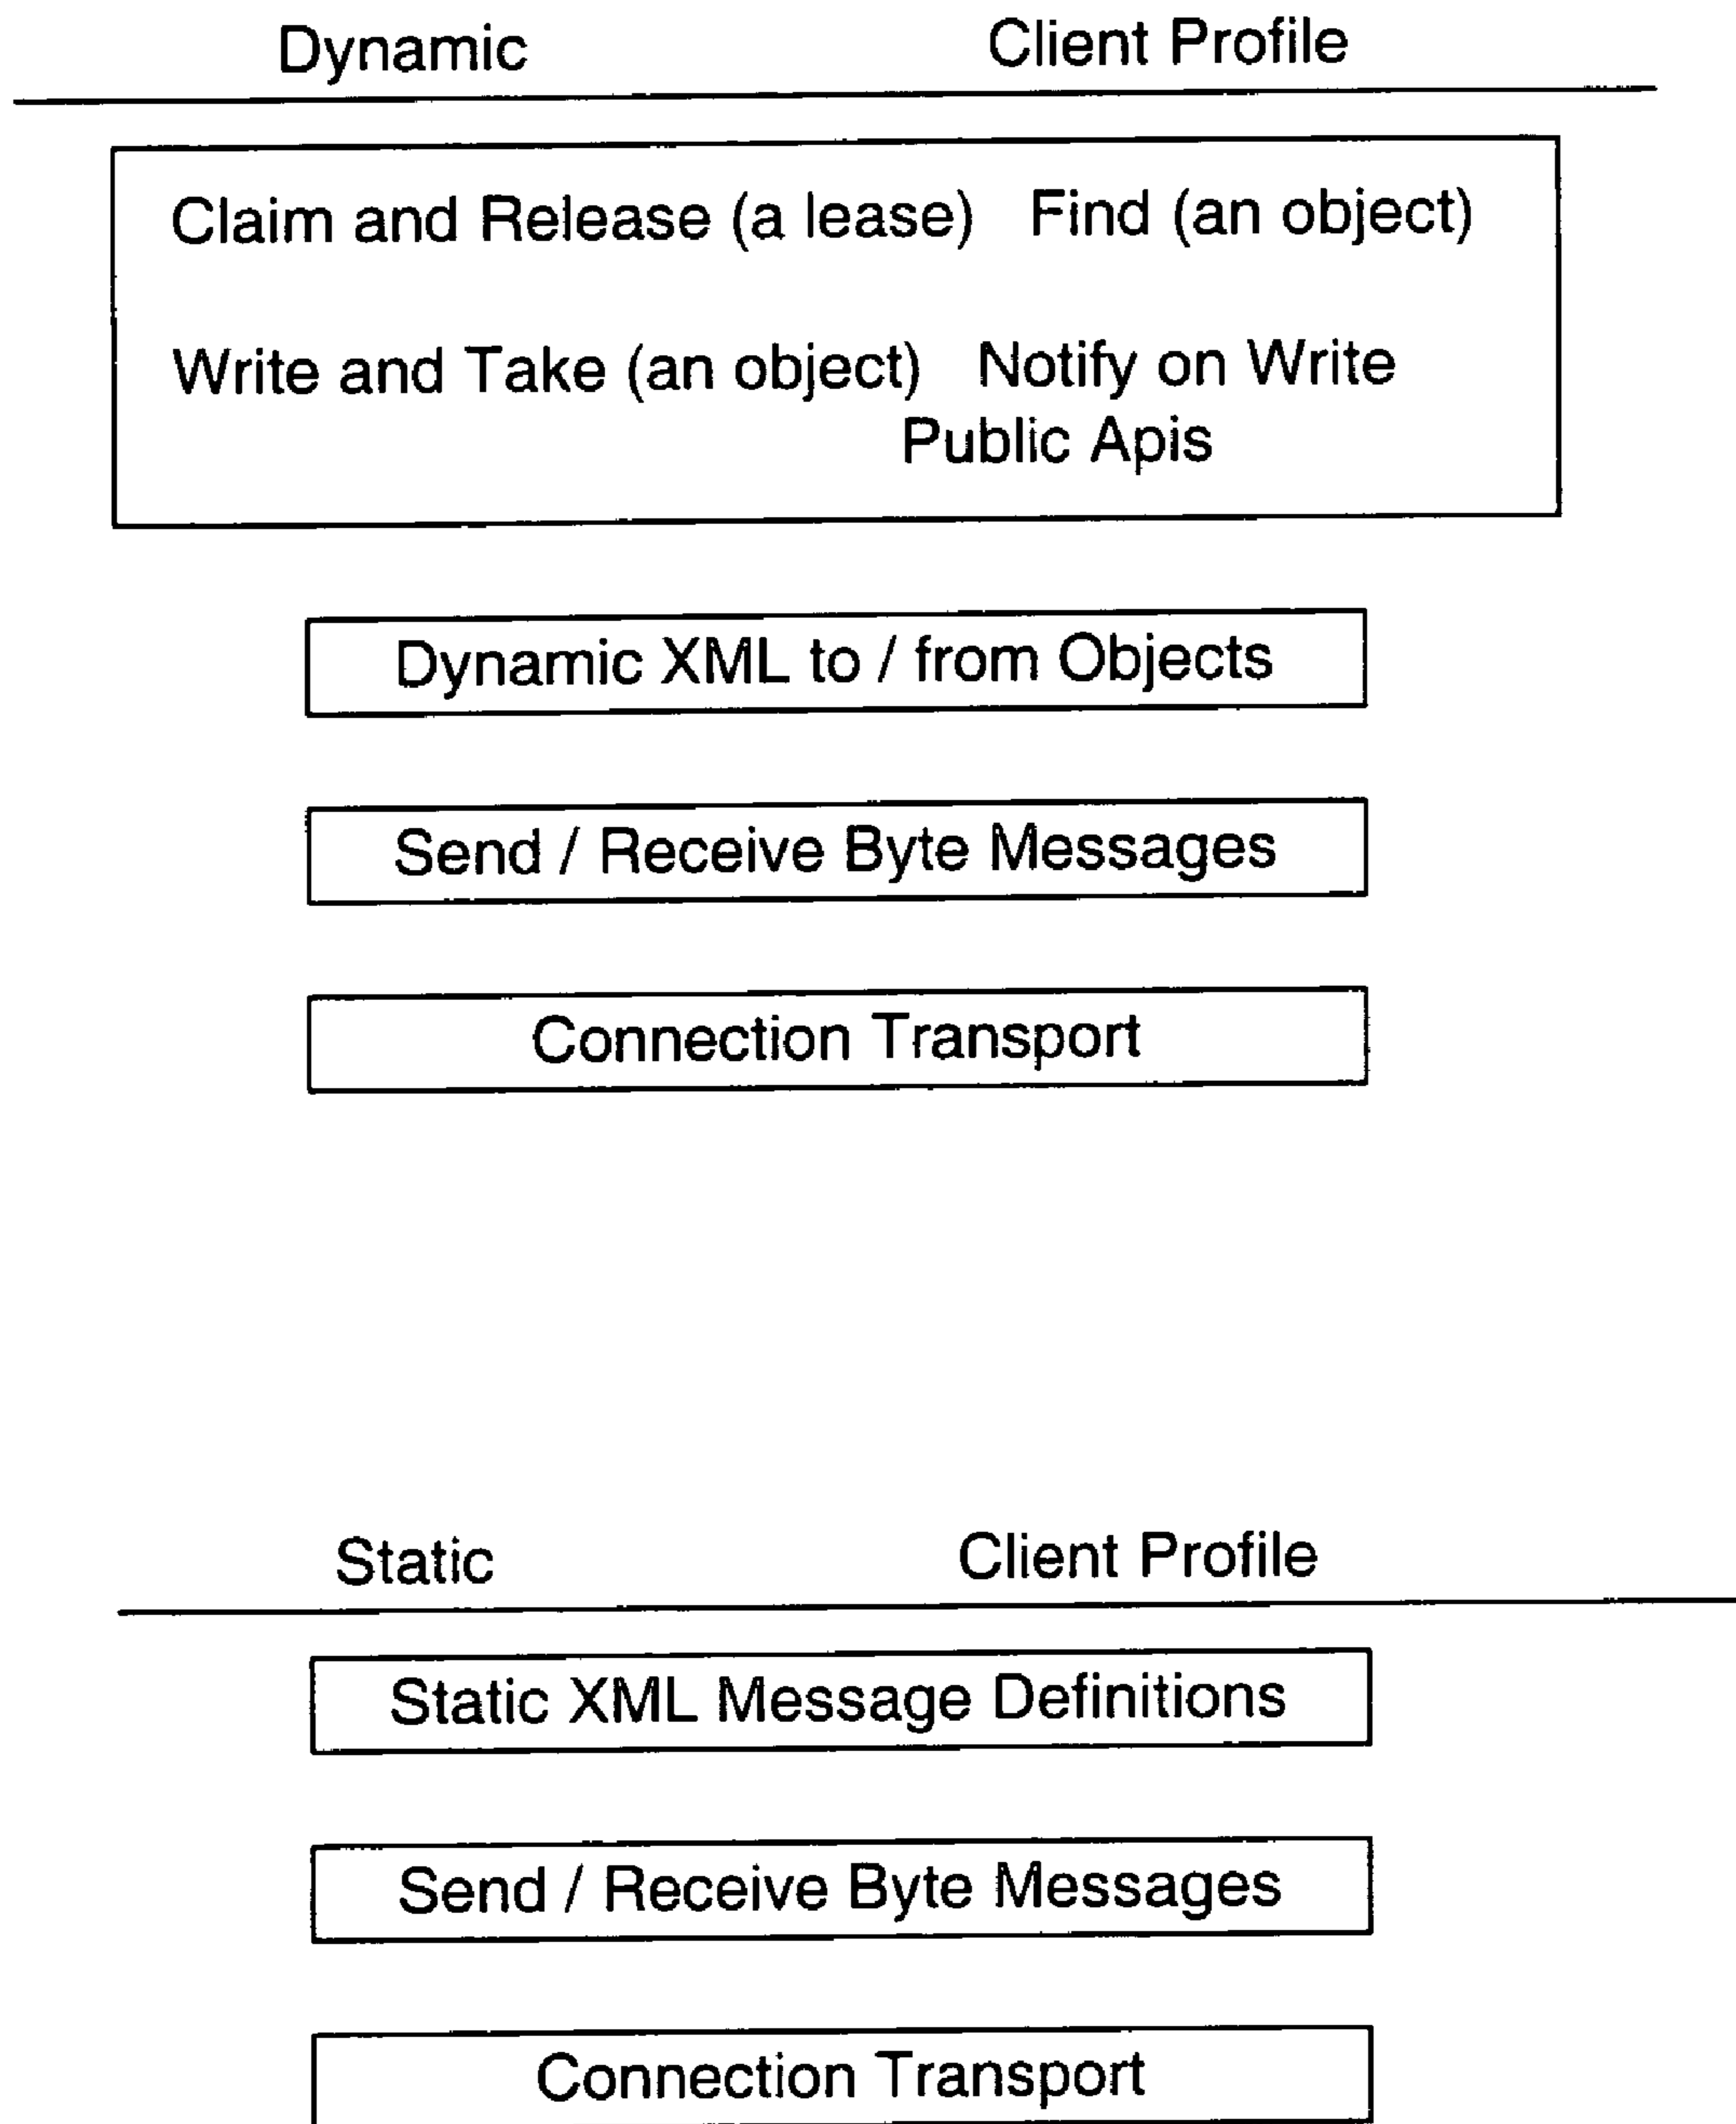 Dynamic Client Profile
Claim and Release (a lease) Find (an object)
Write and Take (an object) Notify on Write
Public Apis
Dynamic XML to / from Objects
Send / Receive Byte Messages
Connection Transport
Static Client Profile
Static XML Message Definitions
Send / Receive Byte Messages
Connection Transport